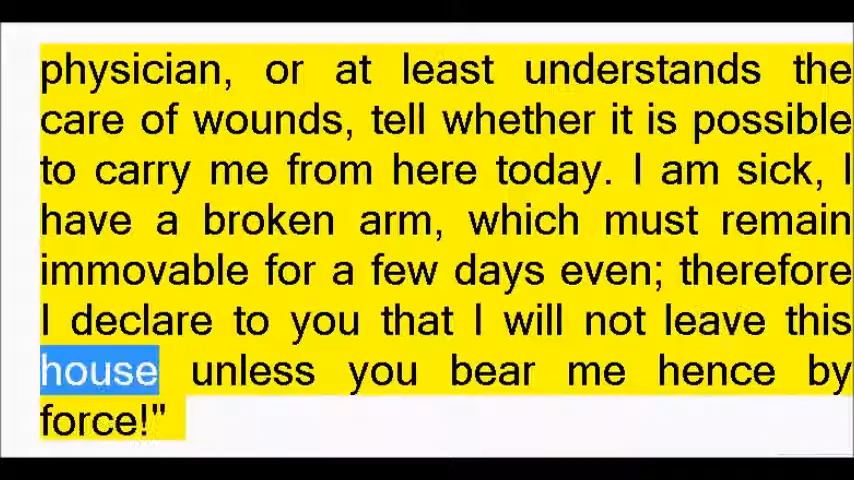 physician, or at least understands the
care of wounds, tell whether it is possible
to carry me from here today. I am sick, I
have a broken arm, which must remain
immovable for a few days even; therefore
I declare to you that I will not leave this
house unless you bear me hence by
force!"